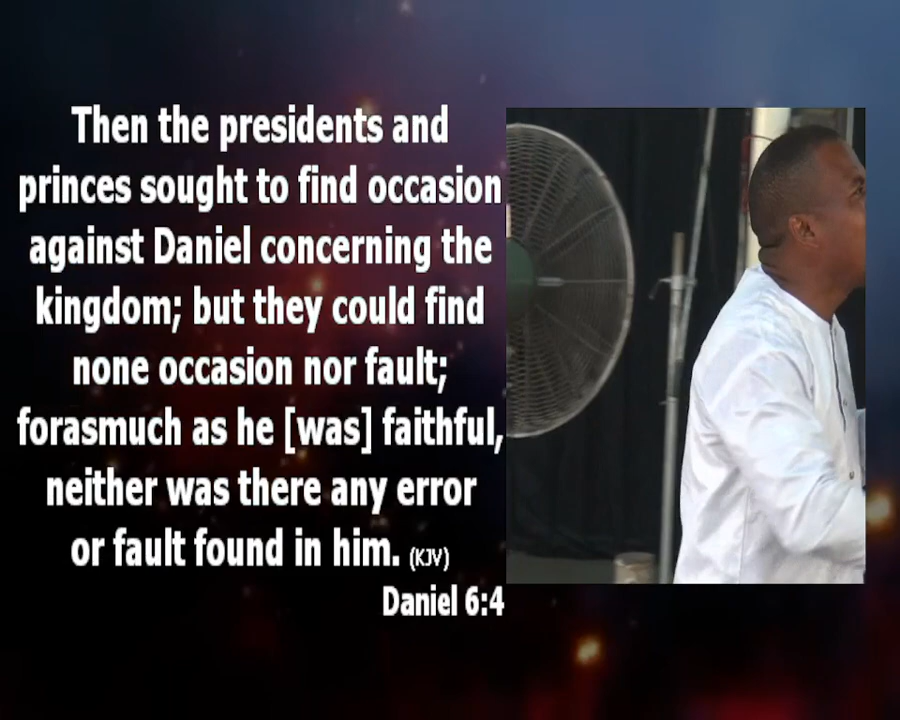 Then the presidents and
princes sought to find occasion
against Daniel concerning the
kingdom; but they could find
none occasion nor fault;
forasmuch as he [was] faithful,
neither was there any error
or fault found in him. (KJV)
Daniel 6:4